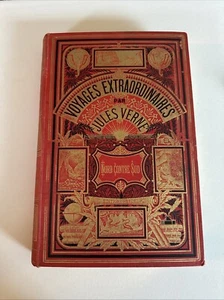 VOYAGES EXTRAORDINAIRES
PAR
JULES VERNE
NORD CONTRE SUD